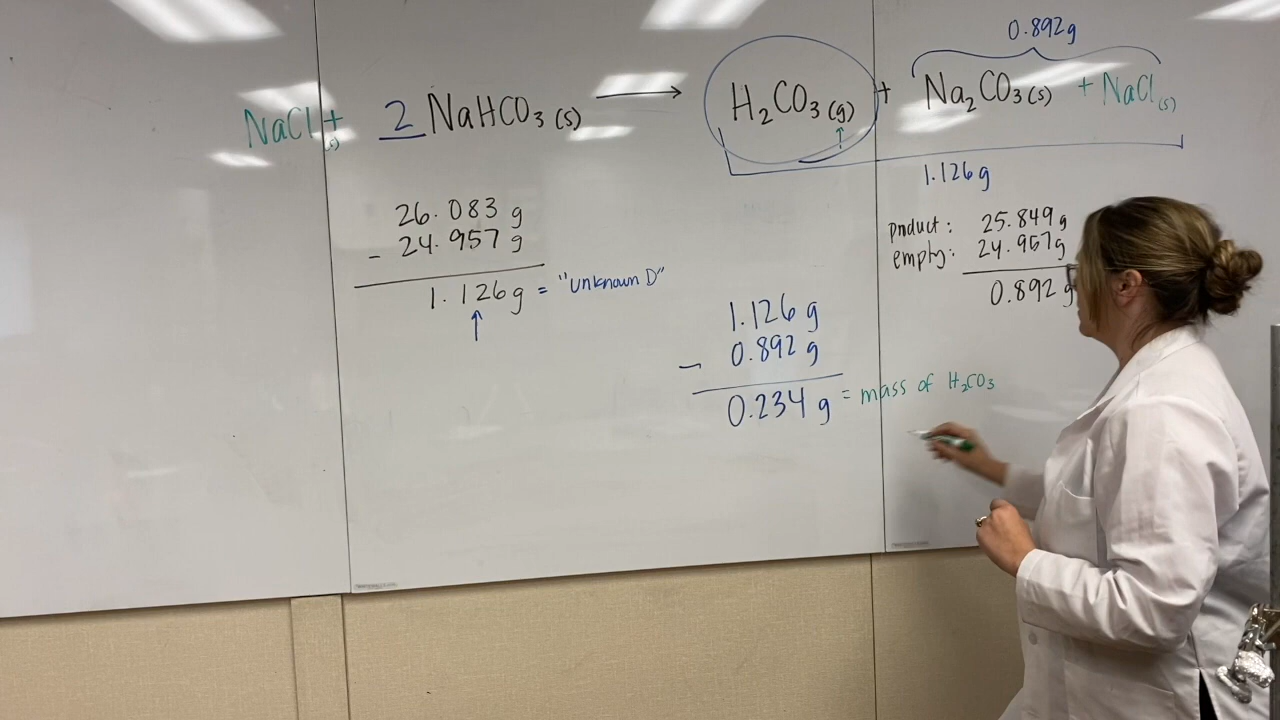 0.892g
NaCl(s) + 2 NaHCO₃ (s) → H₂CO₃ (g) ↑ + Na₂CO₃ (s) + NaCl (s)
1.126 g
26.083 g
- 24.957 g
1.126 g = "Unknown D"
↑
product: 25.849 g
empty: 24.957 g
0.892 g
1.126 g
- 0.892 g
0.234 g = mass of H₂CO₃